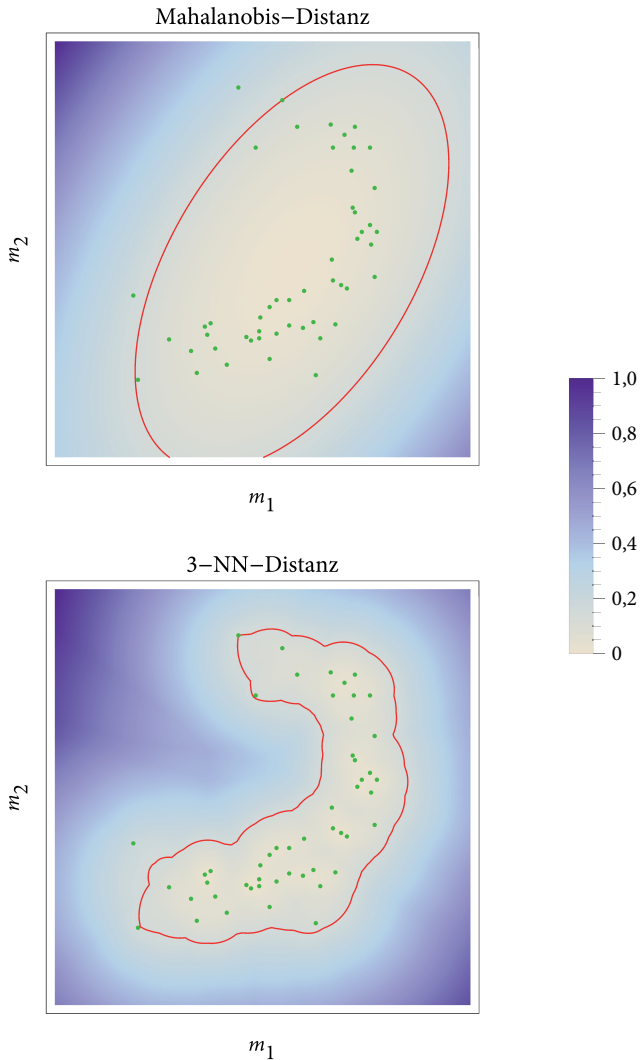 Mahalanobis−Distanz
m2
m1
1,0
0,8
0,6
0,4
0,2
0
3−NN−Distanz
m2
m1